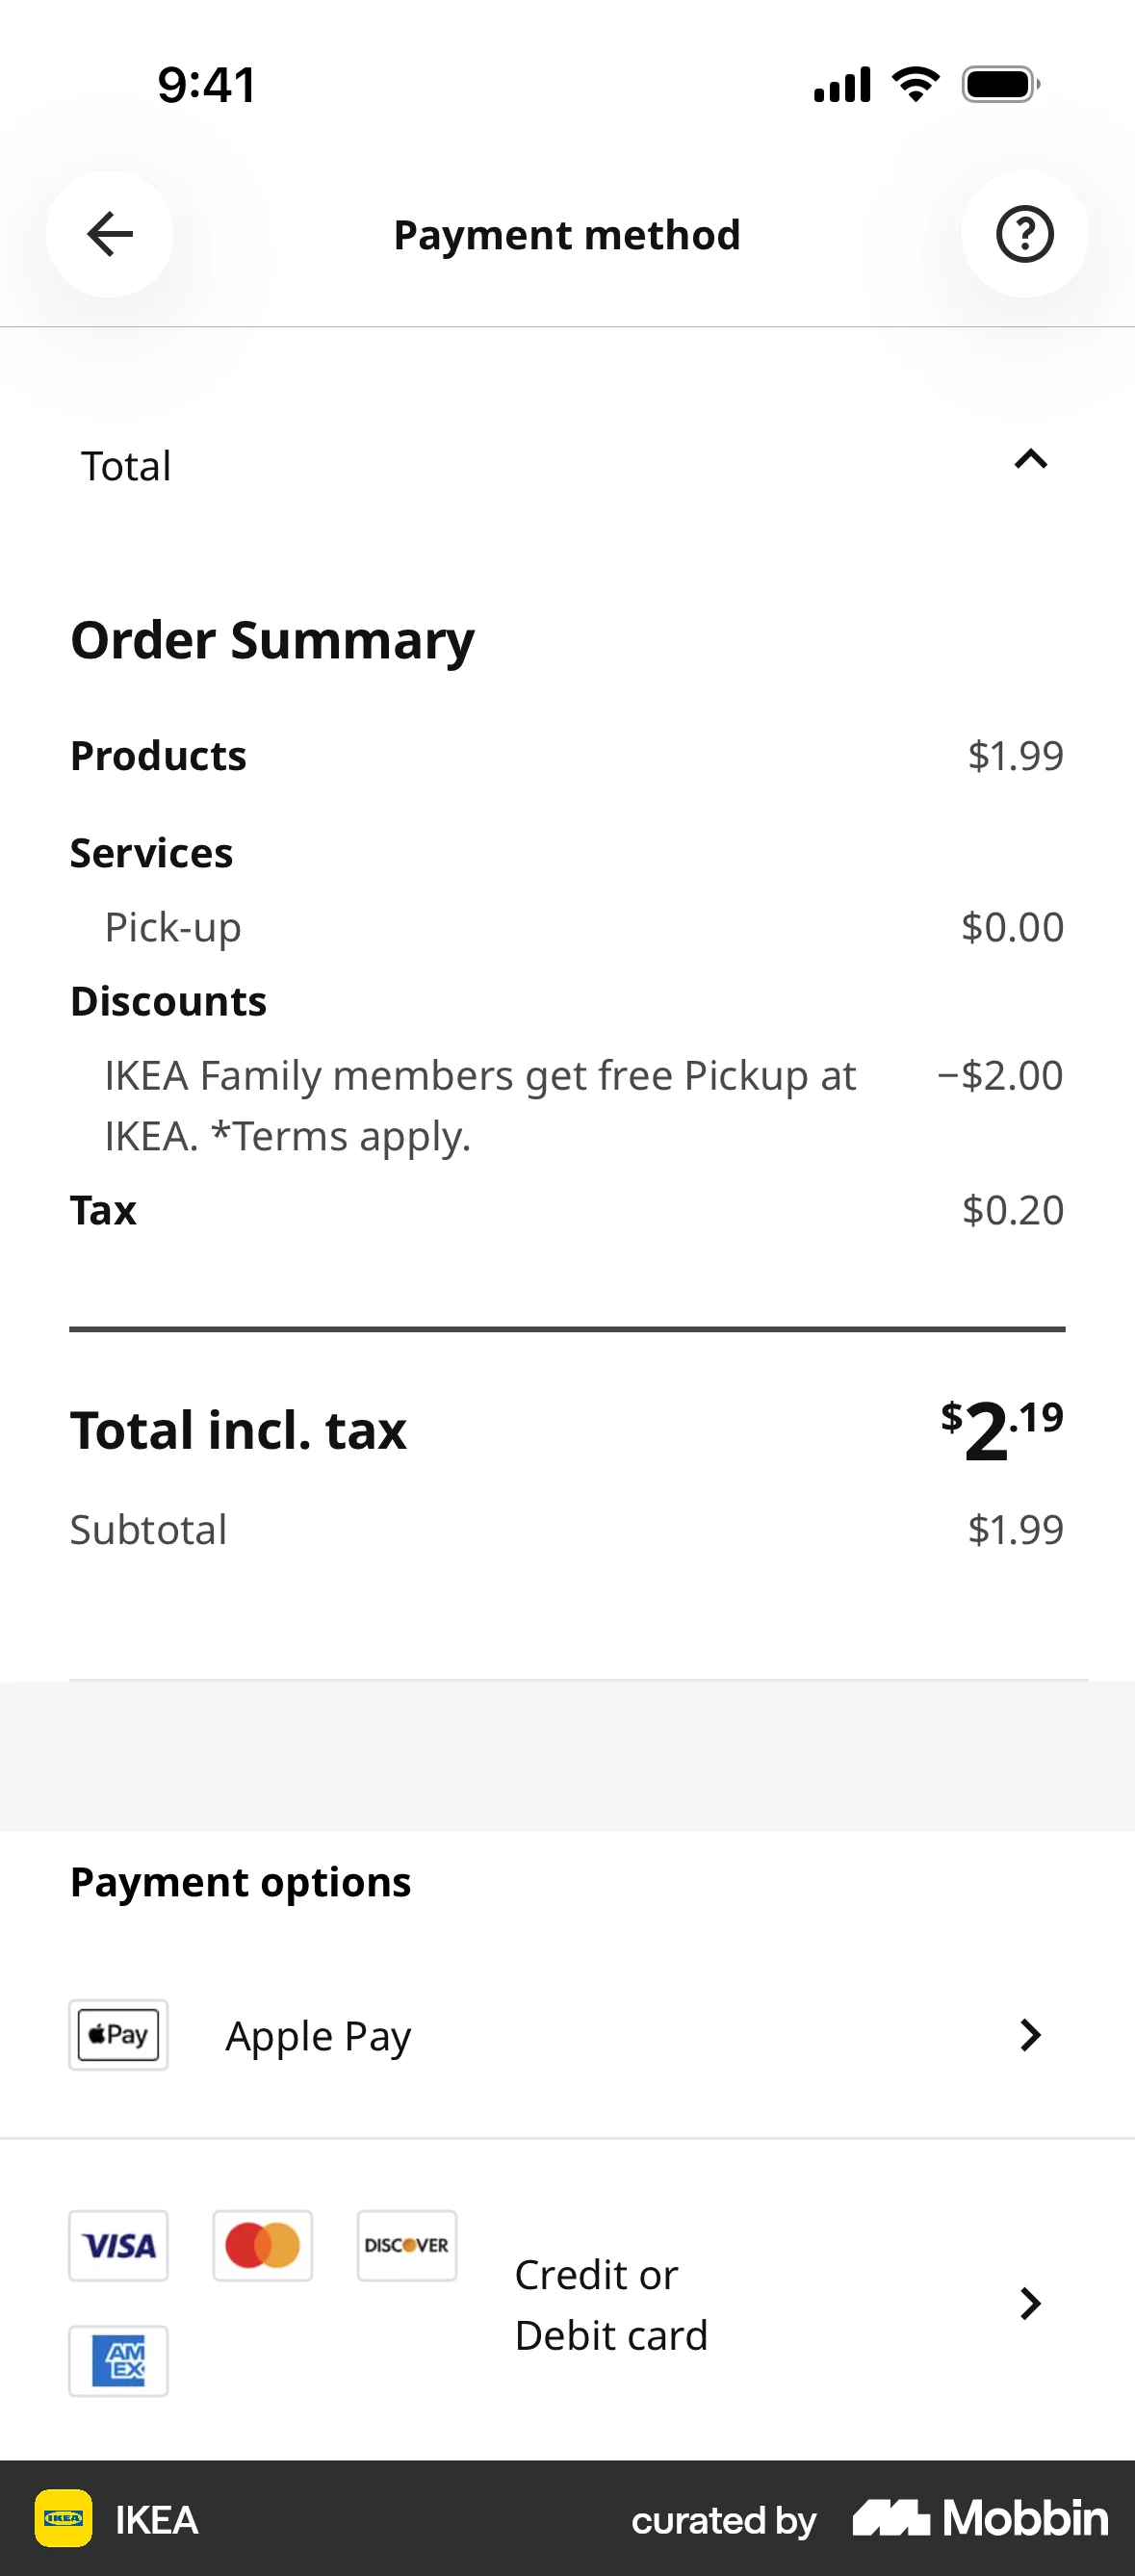 9:41
Payment method
Total
Order Summary
Products $1.99
Services
Pick-up $0.00
Discounts
IKEA Family members get free Pickup at −$2.00
IKEA. *Terms apply.
Tax $0.20
Total incl. tax $2.19
Subtotal $1.99
Payment options
Pay Apple Pay
VISA DISCOVER
Credit or
Debit card
AM
EX
IKEA IKEA curated by Mobbin